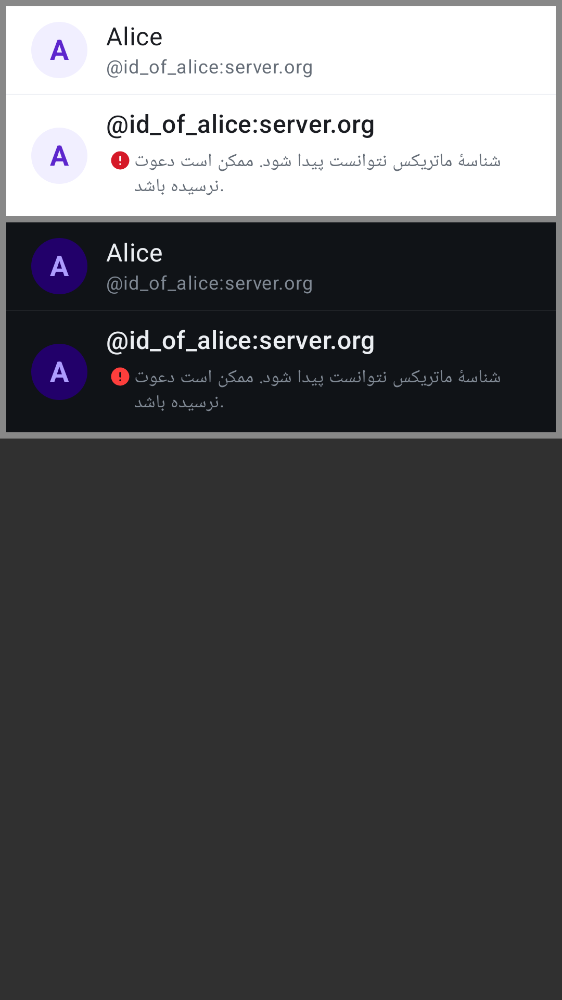 A
Alice
@id_of_alice:server.org
A
@id_of_alice:server.org
شناسهٔ ماتریکس نتوانست پیدا شود. ممکن است دعوت
نرسیده باشد.
A
Alice
@id_of_alice:server.org
A
@id_of_alice:server.org
شناسهٔ ماتریکس نتوانست پیدا شود. ممکن است دعوت
نرسیده باشد.